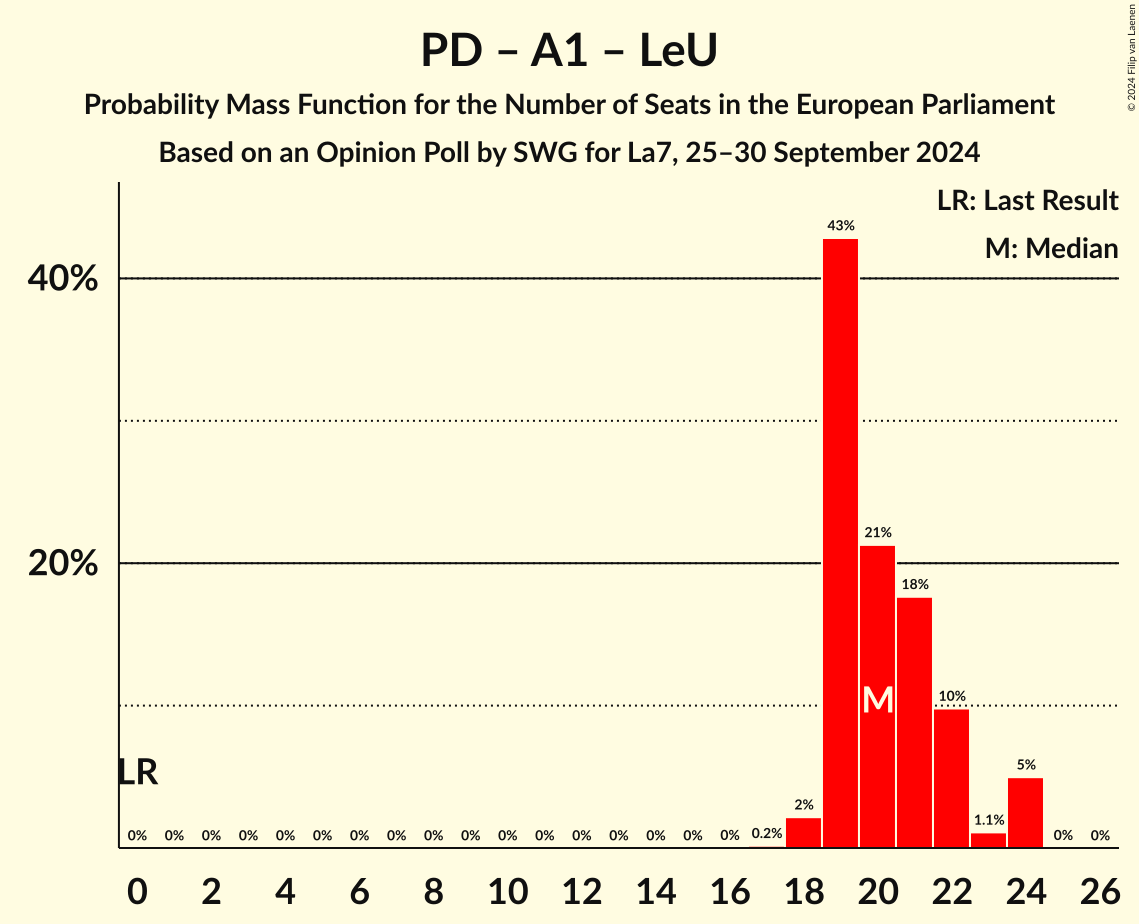 PD – A1 – LeU
Probability Mass Function for the Number of Seats in the European Parliament
Based on an Opinion Poll by SWG for La7, 25–30 September 2024
© 2024 Filip van Laenen
LR: Last Result
M: Median
43%
40%
21%
20%
18%
M
10%
LR
5%
2%
0% 0% 0% 0% 0% 0% 0% 0% 0% 0% 0% 0% 0% 0% 0% 0% 0% 0.2% 1.1% 0% 0%
0 2 4 6 8 10 12 14 16 18 20 22 24 26